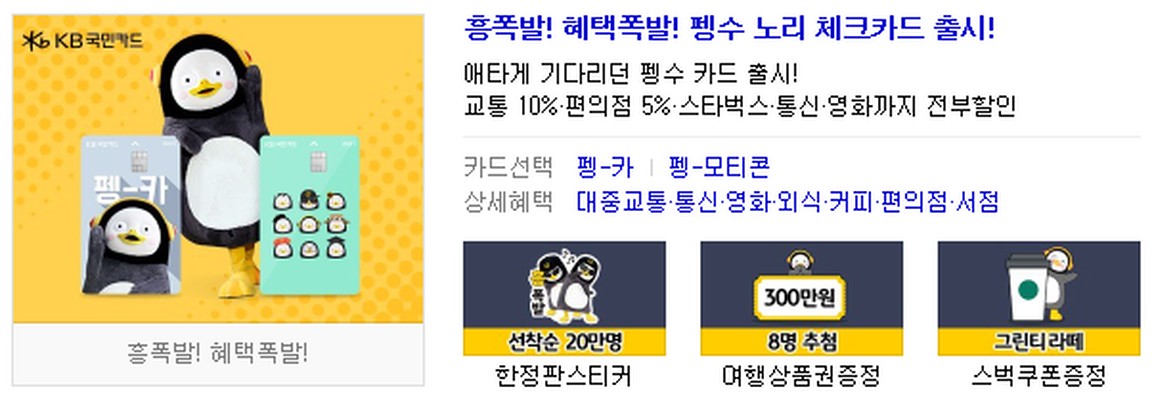 KB국민카드
펭-카
흥폭발! 혜택폭발!
흥폭발! 혜택폭발! 펭수 노리 체크카드 출시!
애타게 기다리던 펭수 카드 출시!
교통 10%·편의점 5%·스타벅스·통신·영화까지 전부할인
카드선택 펭-카 | 펭-모티콘
상세혜택 대중교통·통신·영화·외식·커피·편의점·서점
흥폭발
선착순 20만명
한정판스티커
300만원
8명 추첨
여행상품권증정
그린티라떼
스벅쿠폰증정